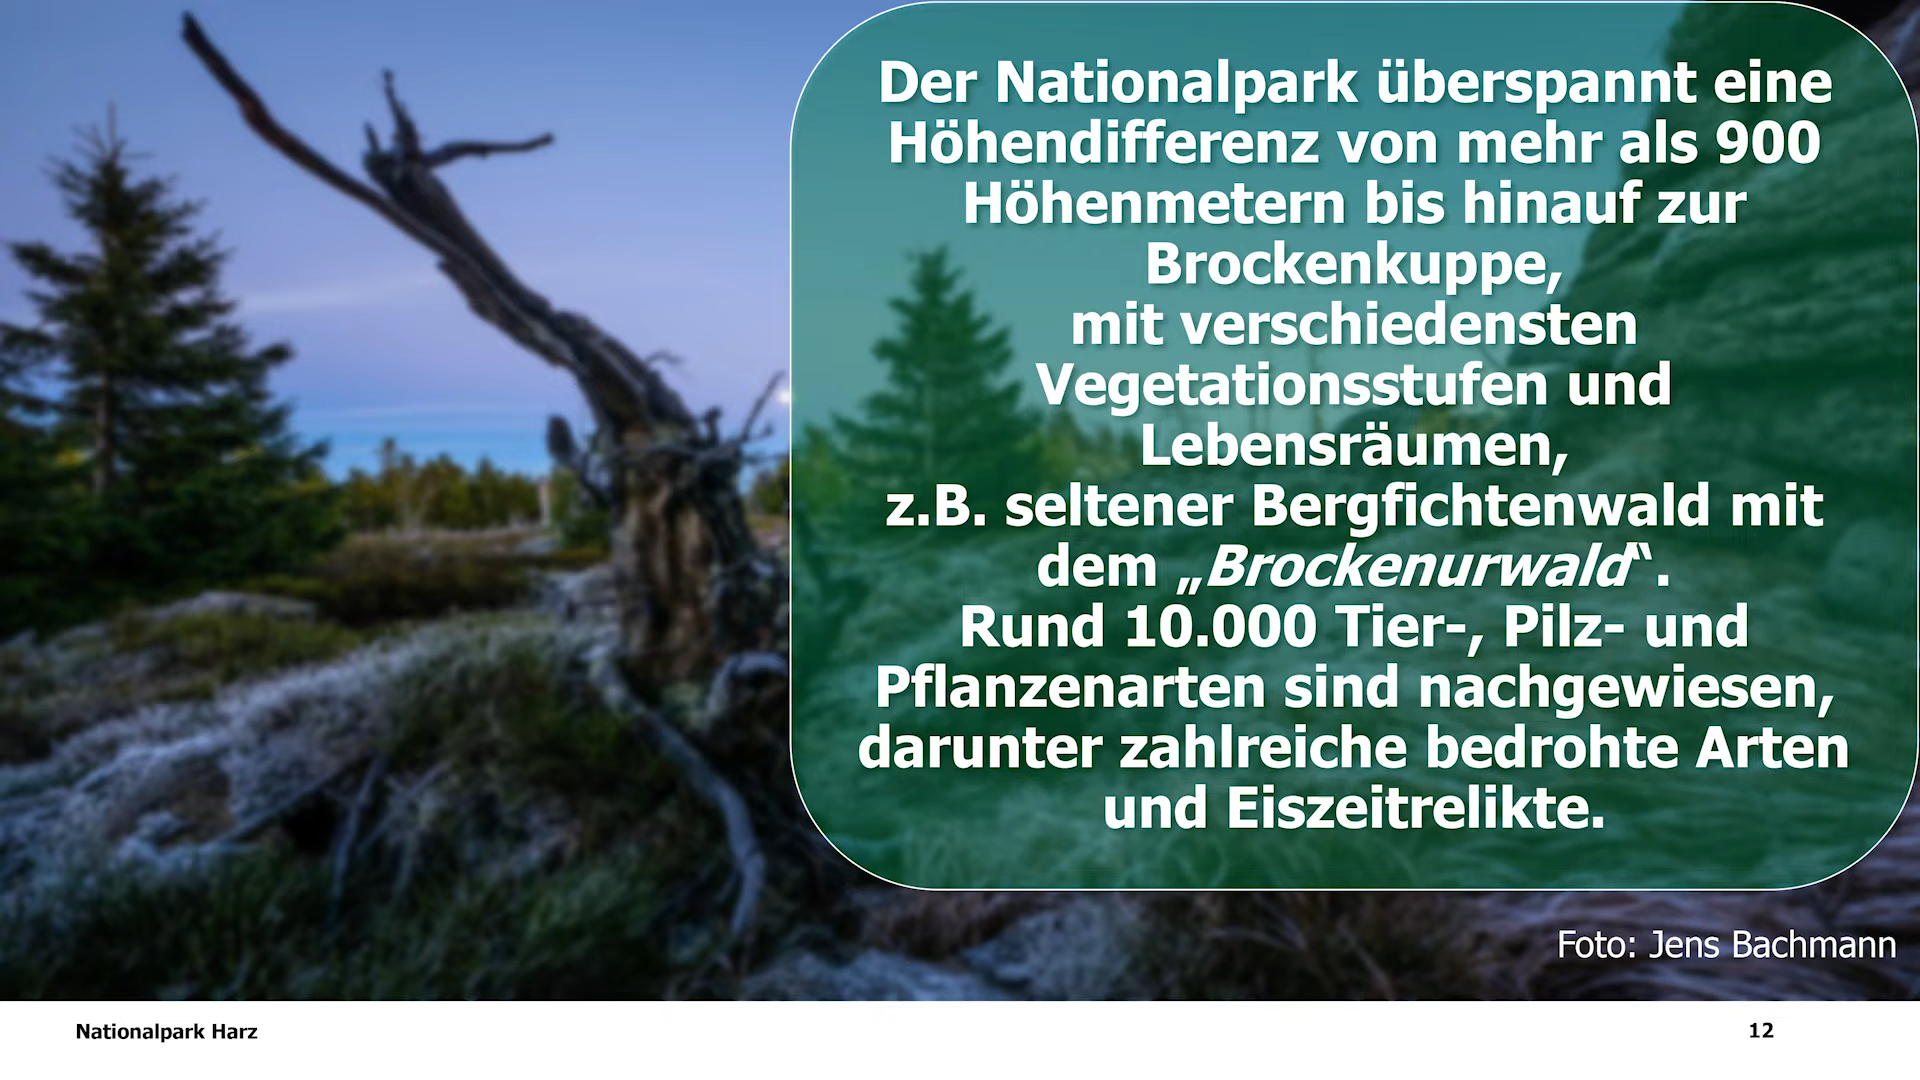 Der Nationalpark überspannt eine
Höhendifferenz von mehr als 900
Höhenmetern bis hinauf zur
Brockenkuppe,
mit verschiedensten
Vegetationsstufen und
Lebensräumen,
z.B. seltener Bergfichtenwald mit
dem „Brockenurwald“.
Rund 10.000 Tier-, Pilz- und
Pflanzenarten sind nachgewiesen,
darunter zahlreiche bedrohte Arten
und Eiszeitrelikte.
Foto: Jens Bachmann
Nationalpark Harz
12